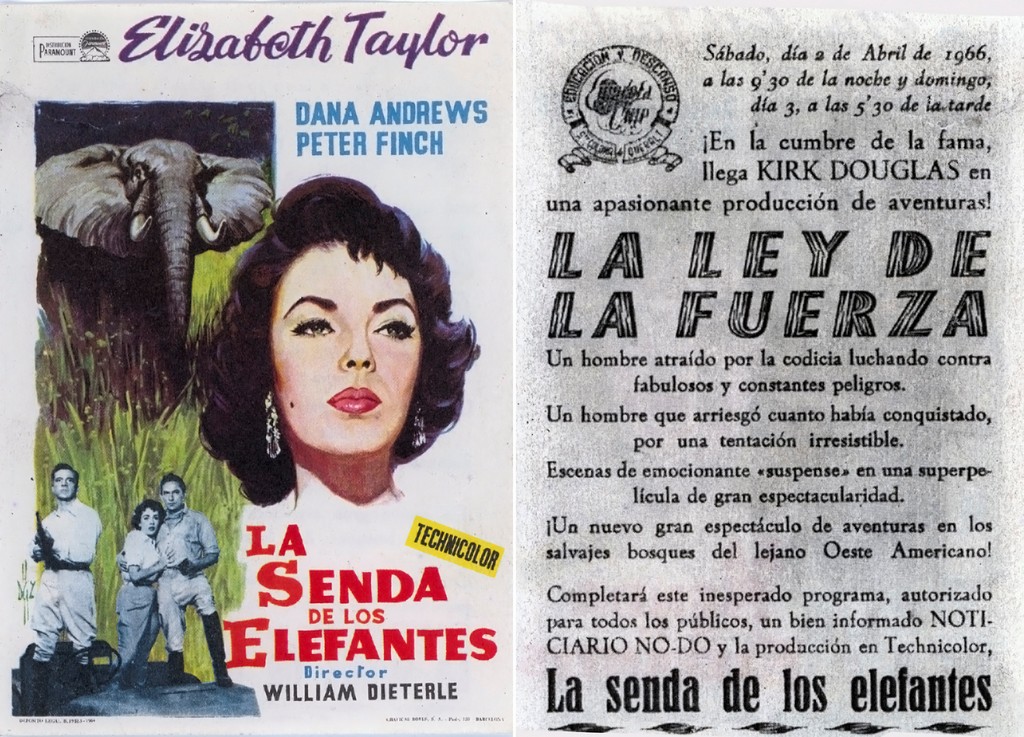 Elizabeth Taylor
DISTRIBUCION
PARAMOUNT
DANA ANDREWS
PETER FINCH
TECHNICOLOR
LA
SENDA
DE LOS
ELEFANTES
Director
WILLIAM DIETERLE
BARCELONA
EDUCACION Y DESCANSO
Sábado, día 2 de Abril de 1966,
a las 9'30 de la noche y domingo,
día 3, a las 5'30 de la tarde
¡En la cumbre de la fama,
llega KIRK DOUGLAS en
una apasionante producción de aventuras!
LA LEY DE
LA FUERZA
Un hombre atraído por la codicia luchando contra
fabulosos y constantes peligros.
Un hombre que arriesgó cuanto había conquistado,
por una tentación irresistible.
Escenas de emocionante «suspense» en una superpe-
lícula de gran espectacularidad.
¡Un nuevo gran espectáculo de aventuras en los
salvajes bosques del lejano Oeste Americano!
Completará este inesperado programa, autorizado
para todos los públicos, un bien informado NOTI-
CIARIO NO-DO y la producción en Technicolor,
La senda de los elefantes